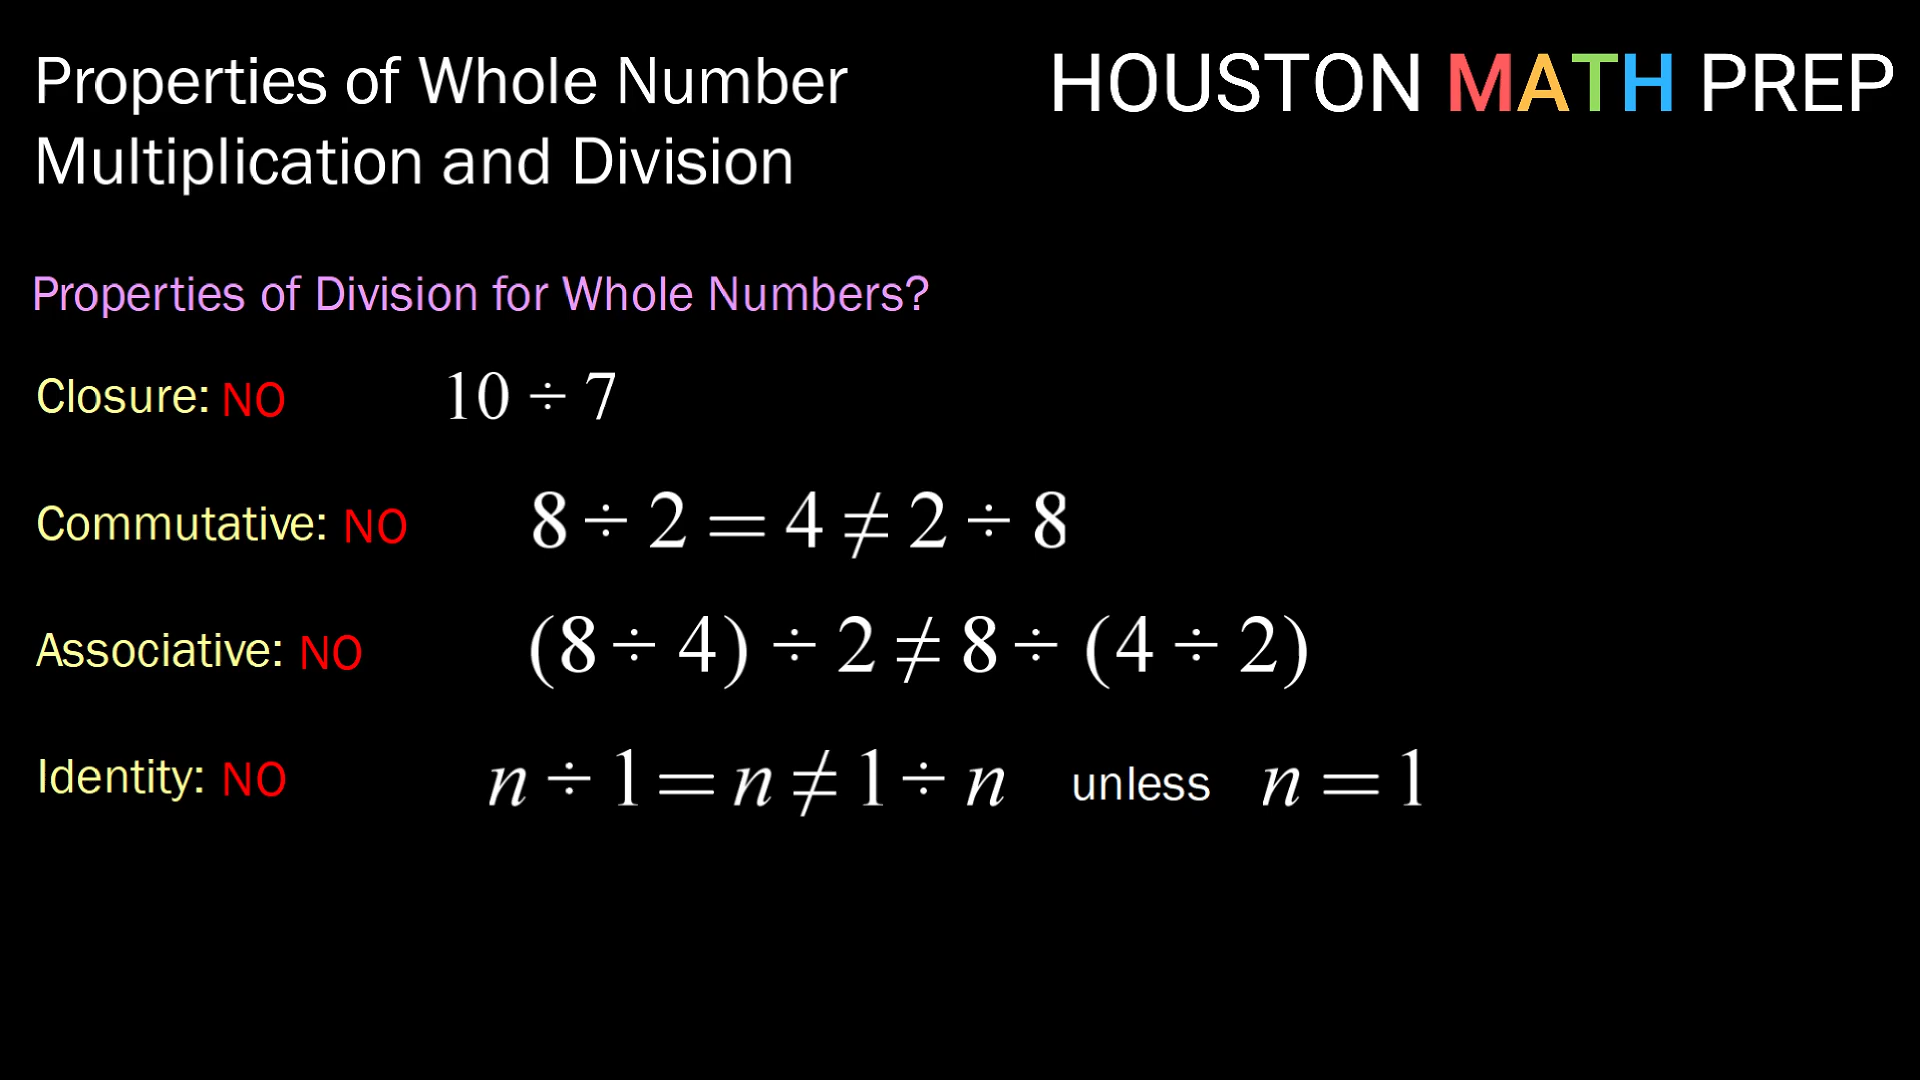 Properties of Whole Number
Multiplication and Division
HOUSTON MATH PREP
Properties of Division for Whole Numbers?
Closure: NO 10 ÷ 7
Commutative: NO 8 ÷ 2 = 4 ≠ 2 ÷ 8
Associative: NO (8 ÷ 4) ÷ 2 ≠ 8 ÷ (4 ÷ 2)
Identity: NO n ÷ 1 = n ≠ 1 ÷ n unless n = 1